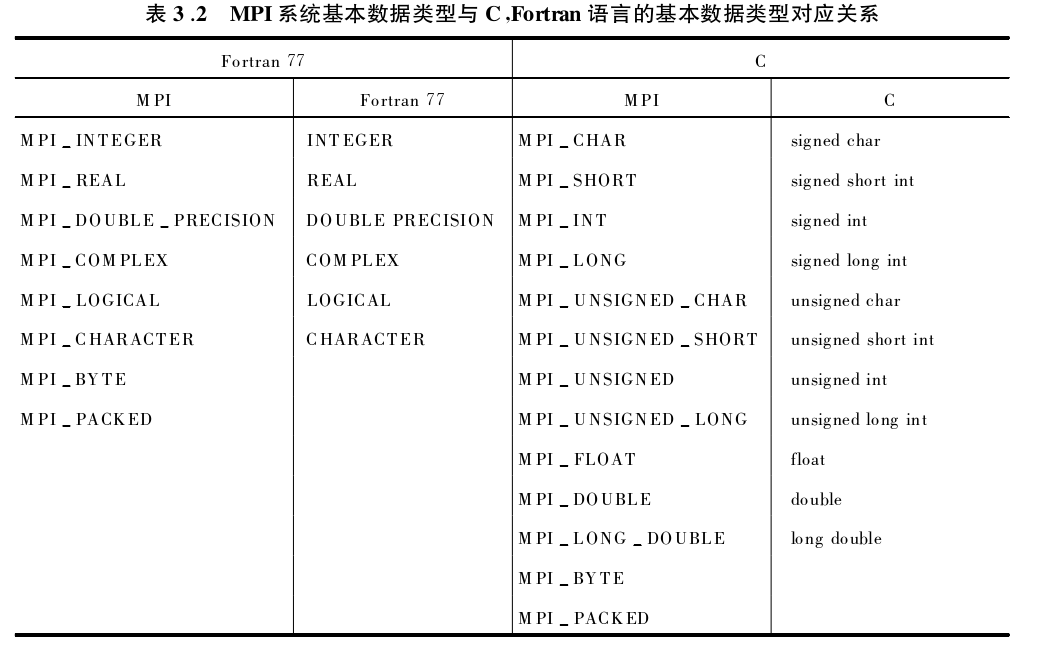 表 3.2 MPI 系统基本数据类型与 C,Fortran 语言的基本数据类型对应关系
Fortran 77 C
MPI Fortran 77 MPI C
MPI_INTEGER INTEGER MPI_CHAR signed char
MPI_REAL REAL MPI_SHORT signed short int
MPI_DOUBLE_PRECISION DOUBLE PRECISION MPI_INT signed int
MPI_COMPLEX COMPLEX MPI_LONG signed long int
MPI_LOGICAL LOGICAL MPI_UNSIGNED_CHAR unsigned char
MPI_CHARACTER CHARACTER MPI_UNSIGNED_SHORT unsigned short int
MPI_BYTE MPI_UNSIGNED unsigned int
MPI_PACKED MPI_UNSIGNED_LONG unsigned long int
MPI_FLOAT float
MPI_DOUBLE double
MPI_LONG_DOUBLE long double
MPI_BYTE
MPI_PACKED